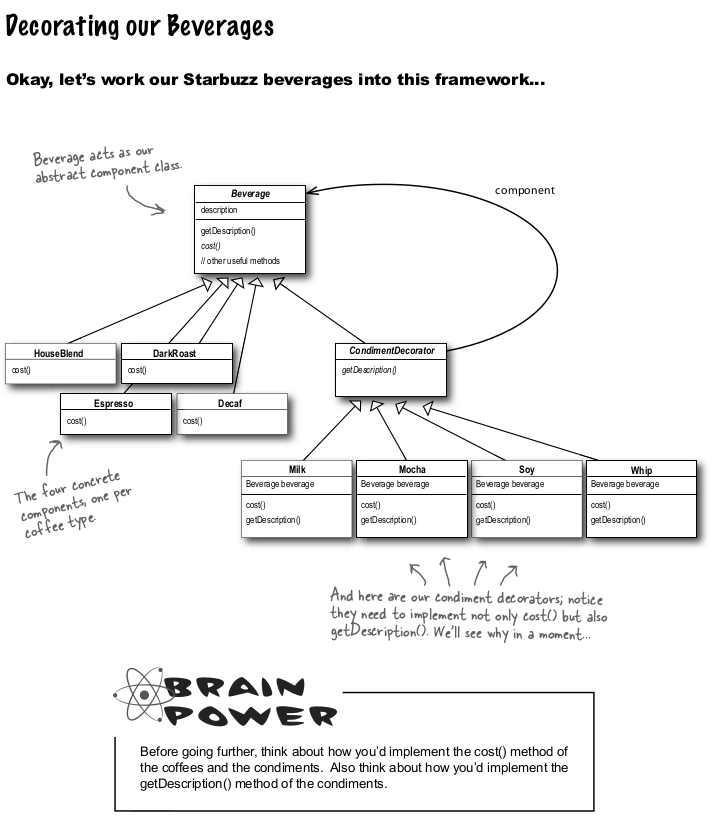 Decorating our Beverages
Okay, let's work our Starbuzz beverages into this framework...
Beverage acts as our
abstract component class.
component
Beverage
description
getDescription()
cost()
// other useful methods
HouseBlend
cost()
DarkRoast
cost()
CondimentDecorator
getDescription()
Espresso
cost()
Decaf
cost()
The four concrete
components, one per
coffee type.
Milk
Beverage beverage
cost()
getDescription()
Mocha
Beverage beverage
cost()
getDescription()
Soy
Beverage beverage
cost()
getDescription()
Whip
Beverage beverage
cost()
getDescription()
And here are our condiment decorators; notice
they need to implement not only cost() but also
getDescription(). We'll see why in a moment...
BRAIN
POWER
Before going further, think about how you'd implement the cost() method of
the coffees and the condiments. Also think about how you'd implement the
getDescription() method of the condiments.